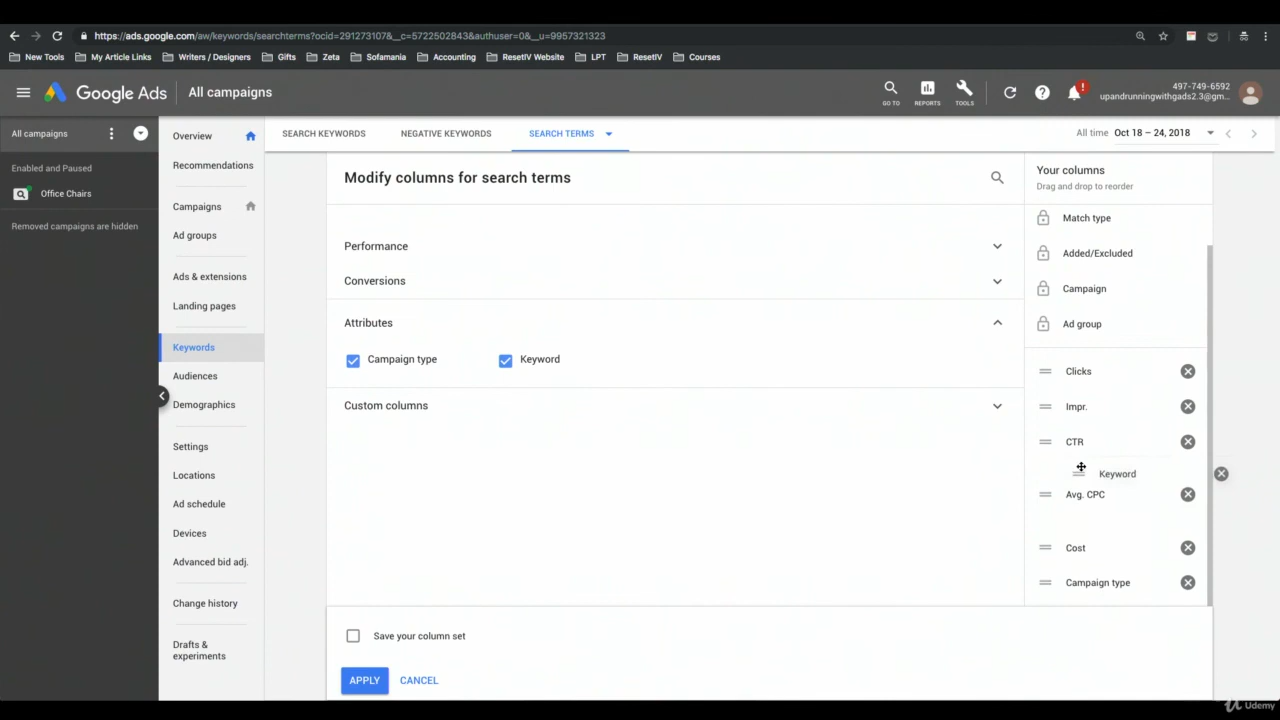 https://ads.google.com/aw/keywords/searchterms?ocid=291273107&__c=5722502843&authuser=0&__u=9957321323
New Tools My Article Links Writers / Designers Gifts Zeta Sofamania Accounting ResetIV Website LPT ResetIV Courses
Google Ads All campaigns
GO TO REPORTS TOOLS
497-749-6592
upandrunningwithgads2.3@gm...
All campaigns
Enabled and Paused
Office Chairs
Removed campaigns are hidden
Overview
Recommendations
Campaigns
Ad groups
Ads & extensions
Landing pages
Keywords
Audiences
Demographics
Settings
Locations
Ad schedule
Devices
Advanced bid adj.
Change history
Drafts &
experiments
SEARCH KEYWORDS NEGATIVE KEYWORDS SEARCH TERMS All time Oct 18 – 24, 2018
Modify columns for search terms
Performance
Conversions
Attributes
Campaign type Keyword
Custom columns
Save your column set
APPLY CANCEL
Your columns
Drag and drop to reorder
Match type
Added/Excluded
Campaign
Ad group
Clicks
Impr.
CTR
Keyword
Avg. CPC
Cost
Campaign type
Udemy